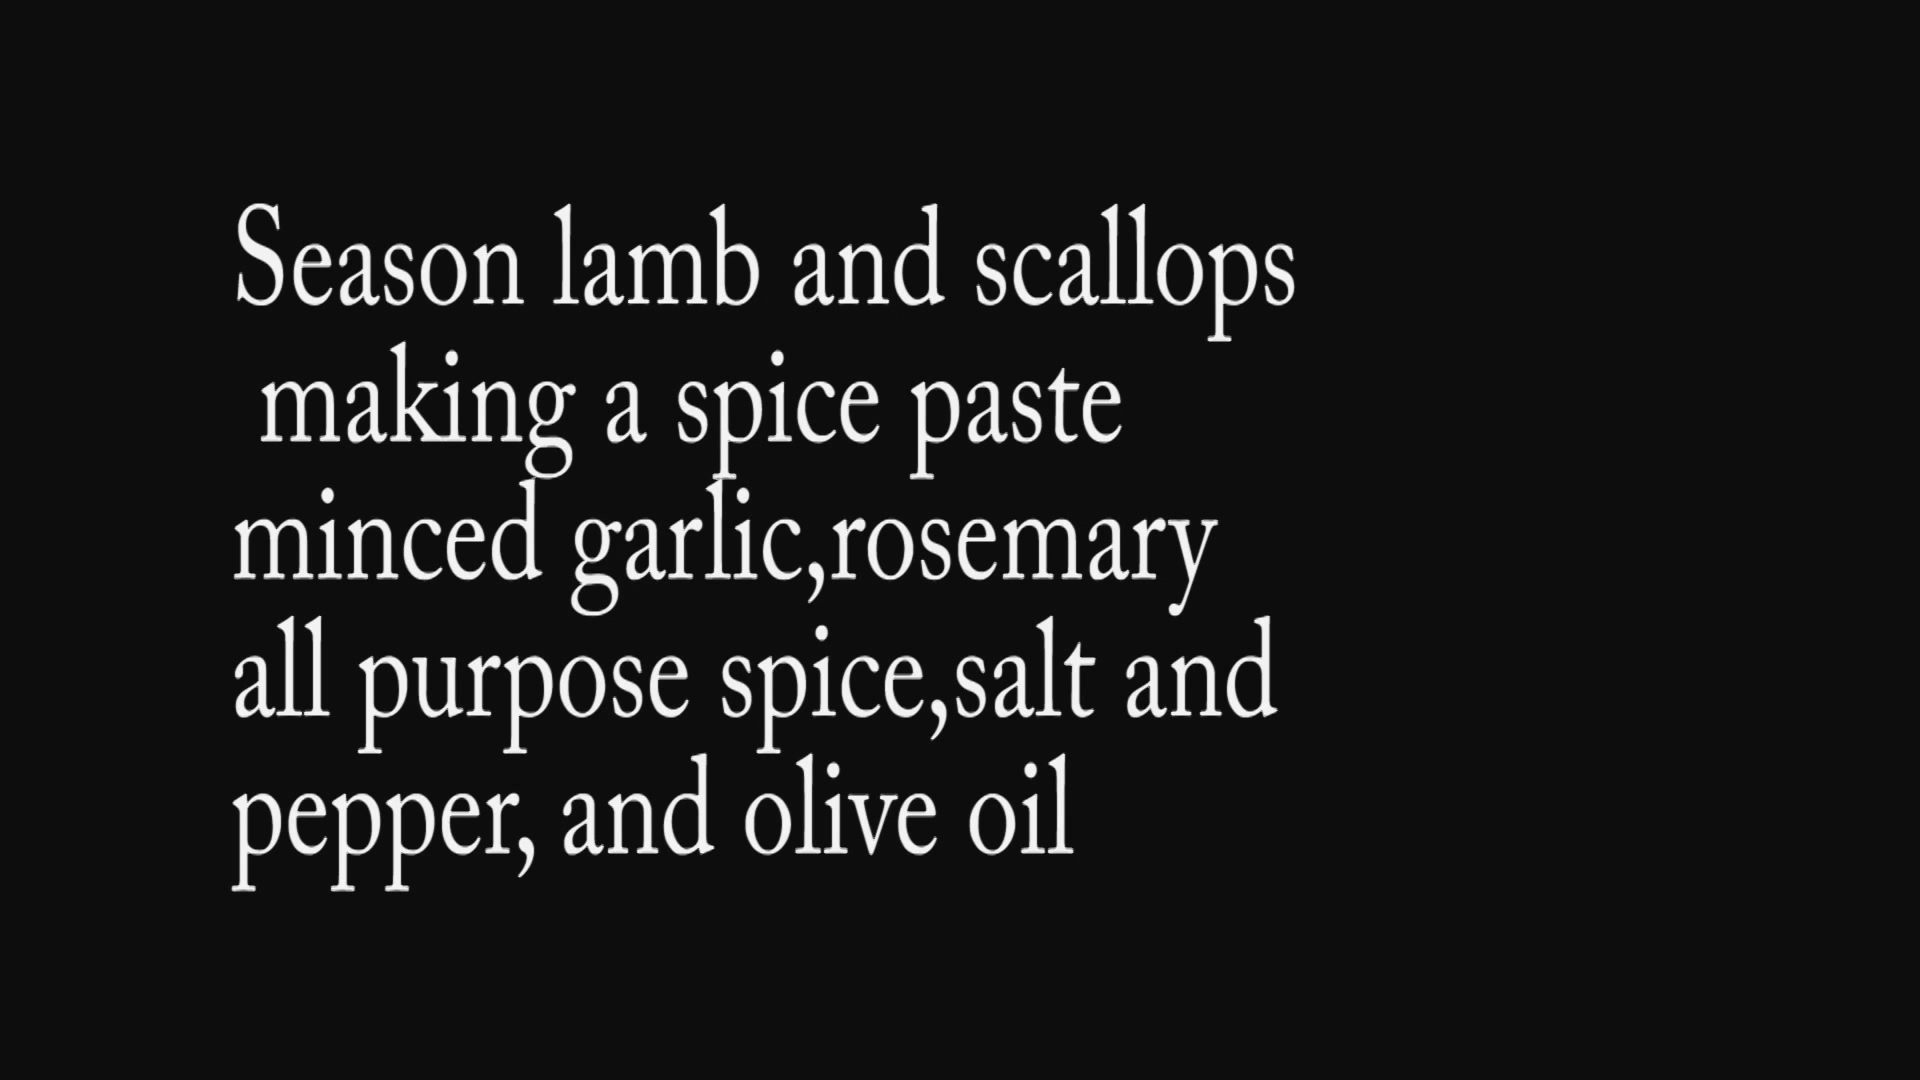 Season lamb and scallops
making a spice paste
minced garlic,rosemary
all purpose spice,salt and
pepper, and olive oil